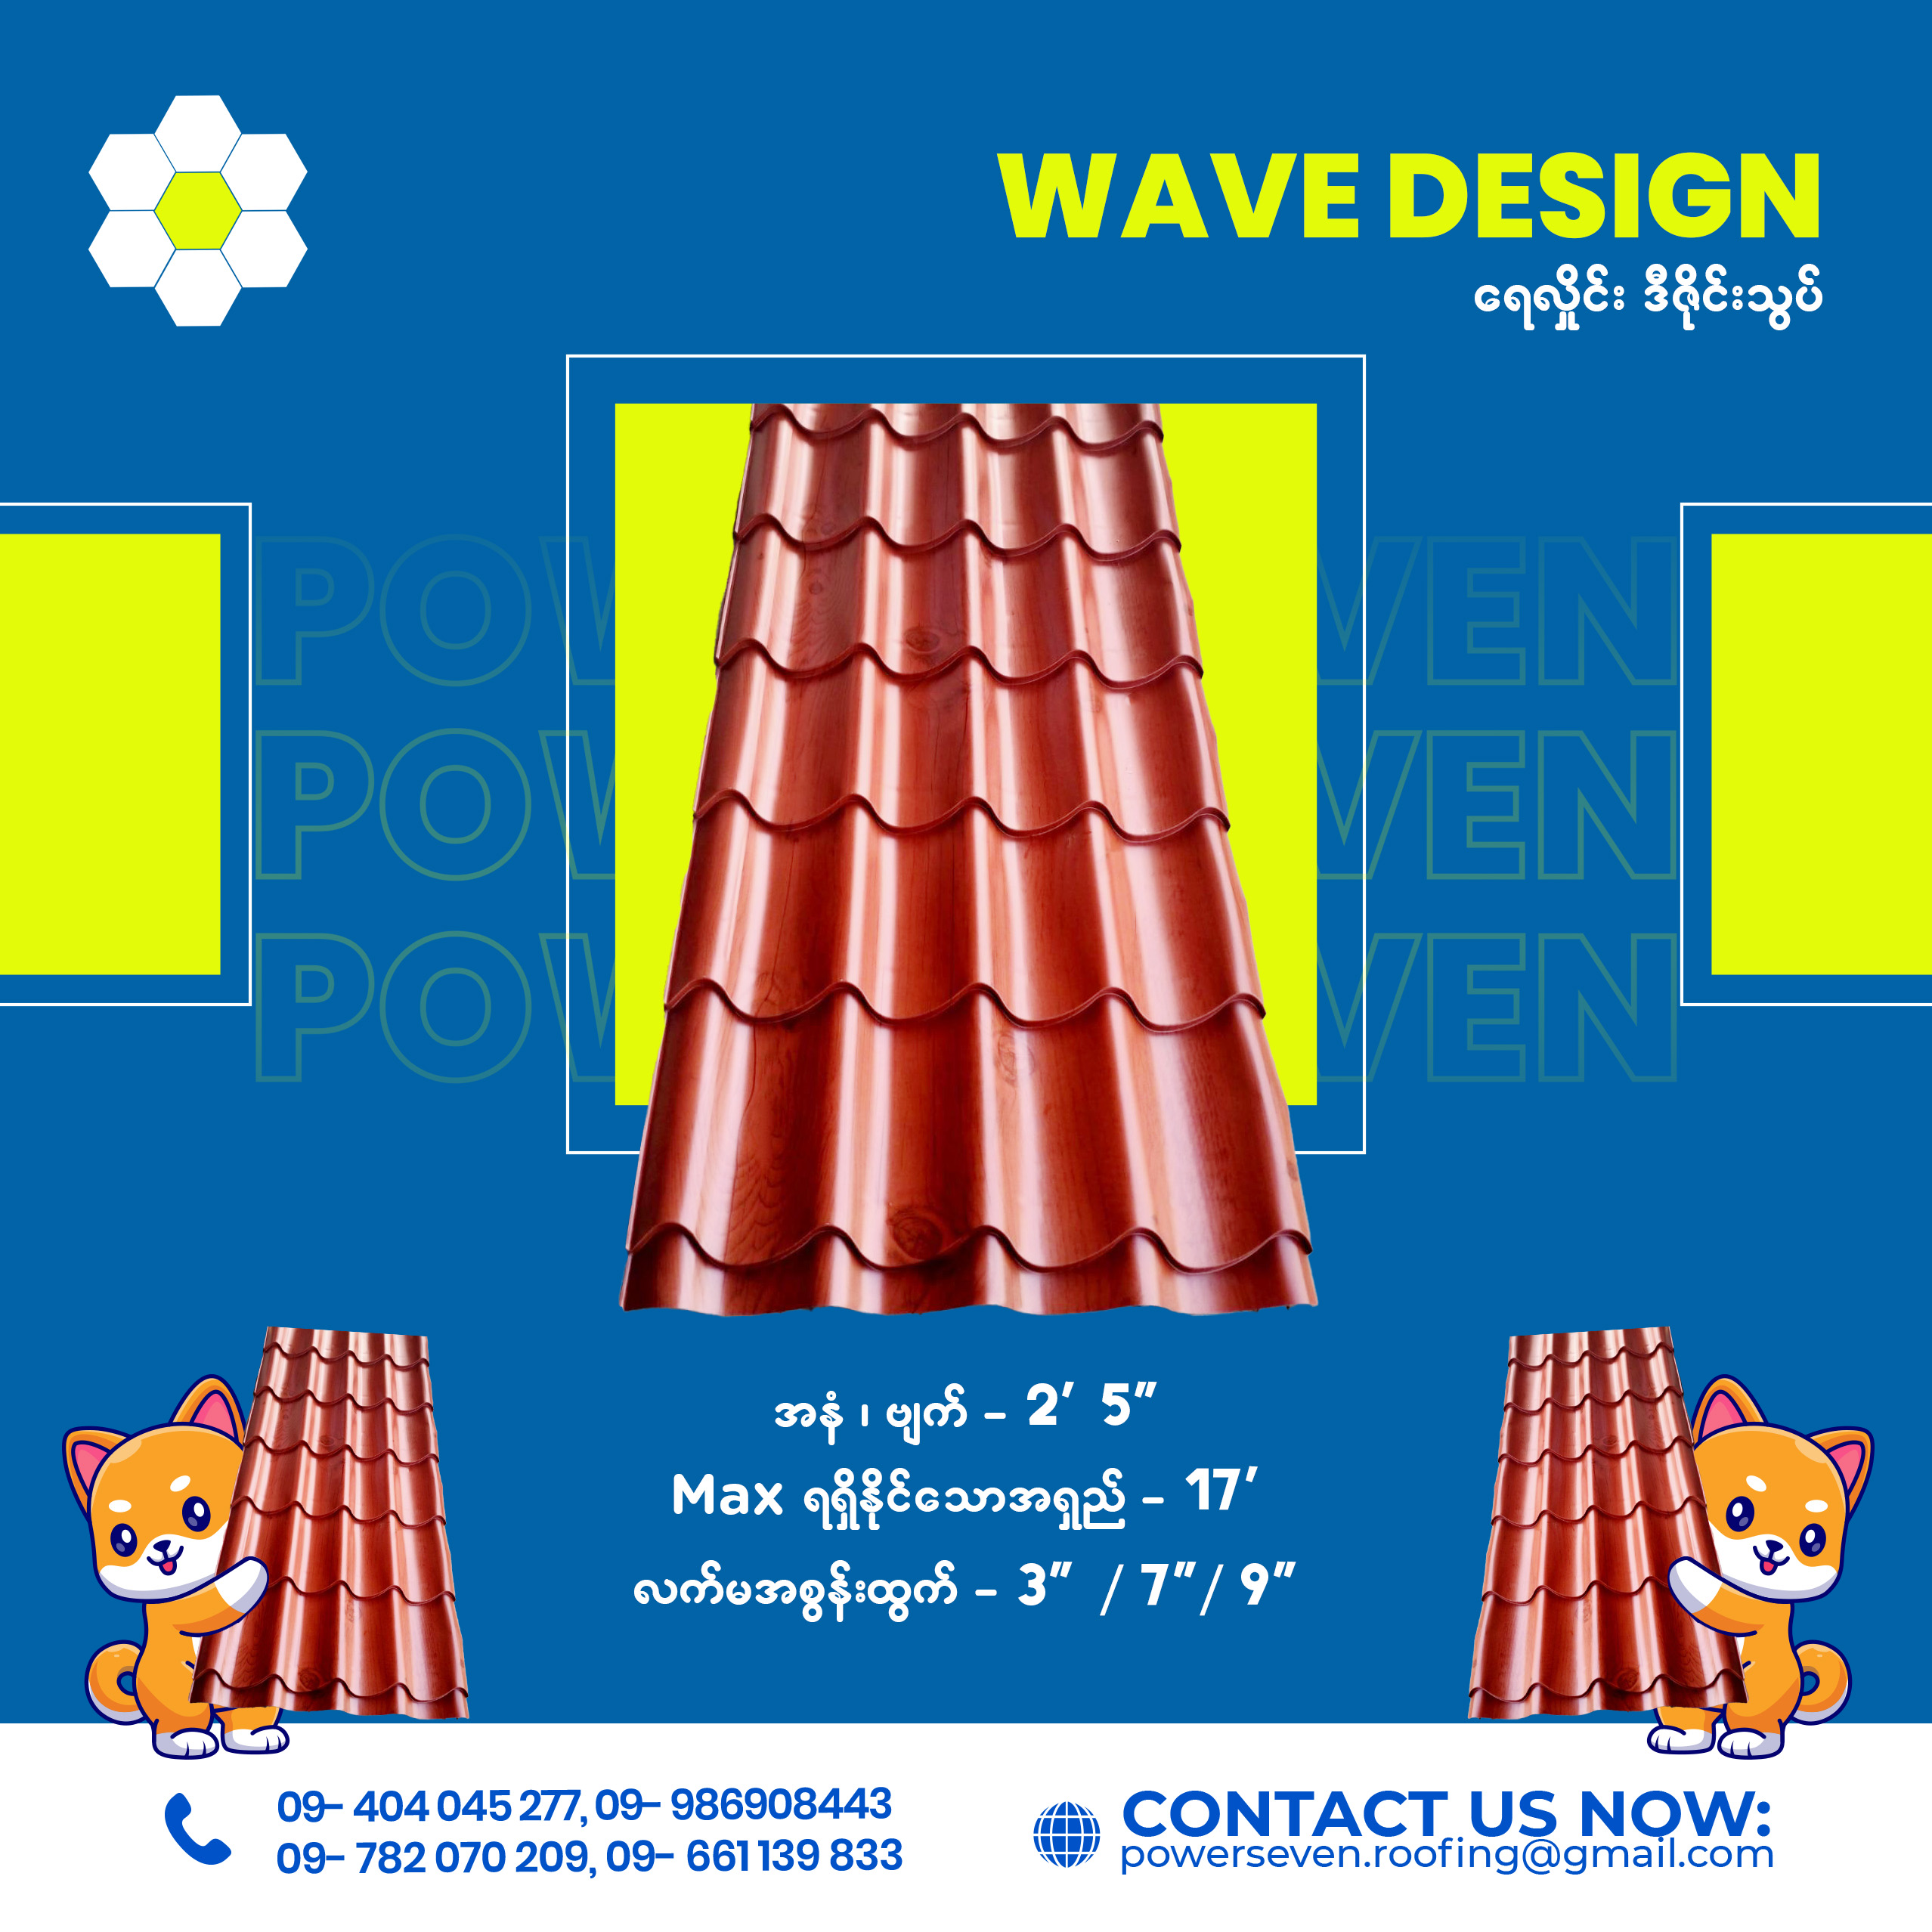 WAVE DESIGN
ရေလှိုင်း ဒီဇိုင်းသွပ်
အနံ ၊ ဗျက် – 2′ 5″
Max ရရှိနိုင်သောအရှည် – 17′
လက်မအစွန်းထွက် – 3″ / 7″/ 9″
09– 404 045 277, 09– 986908443
09– 782 070 209, 09– 661 139 833
CONTACT US NOW:
powerseven.roofing@gmail.com